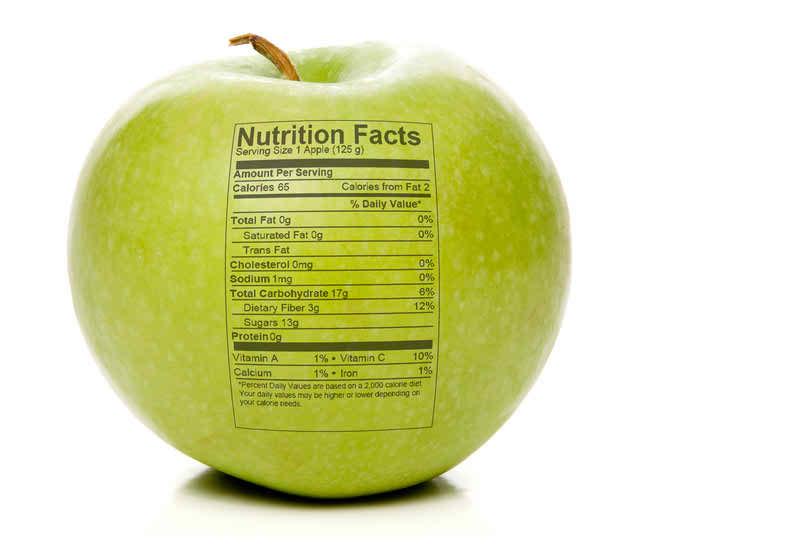 Nutrition Facts
Serving Size 1 Apple (125 g)
Amount Per Serving
Calories 65 Calories from Fat 2
% Daily Value*
Total Fat 0g 0%
Saturated Fat 0g 0%
Trans Fat
Cholesterol 0mg 0%
Sodium 1mg 0%
Total Carbohydrate 17g 6%
Dietary Fiber 3g 12%
Sugars 13g
Protein 0g
Vitamin A 1% • Vitamin C 10%
Calcium 1% • Iron 1%
*Percent Daily Values are based on a 2,000 calorie diet.
Your daily values may be higher or lower depending on
your calorie needs.